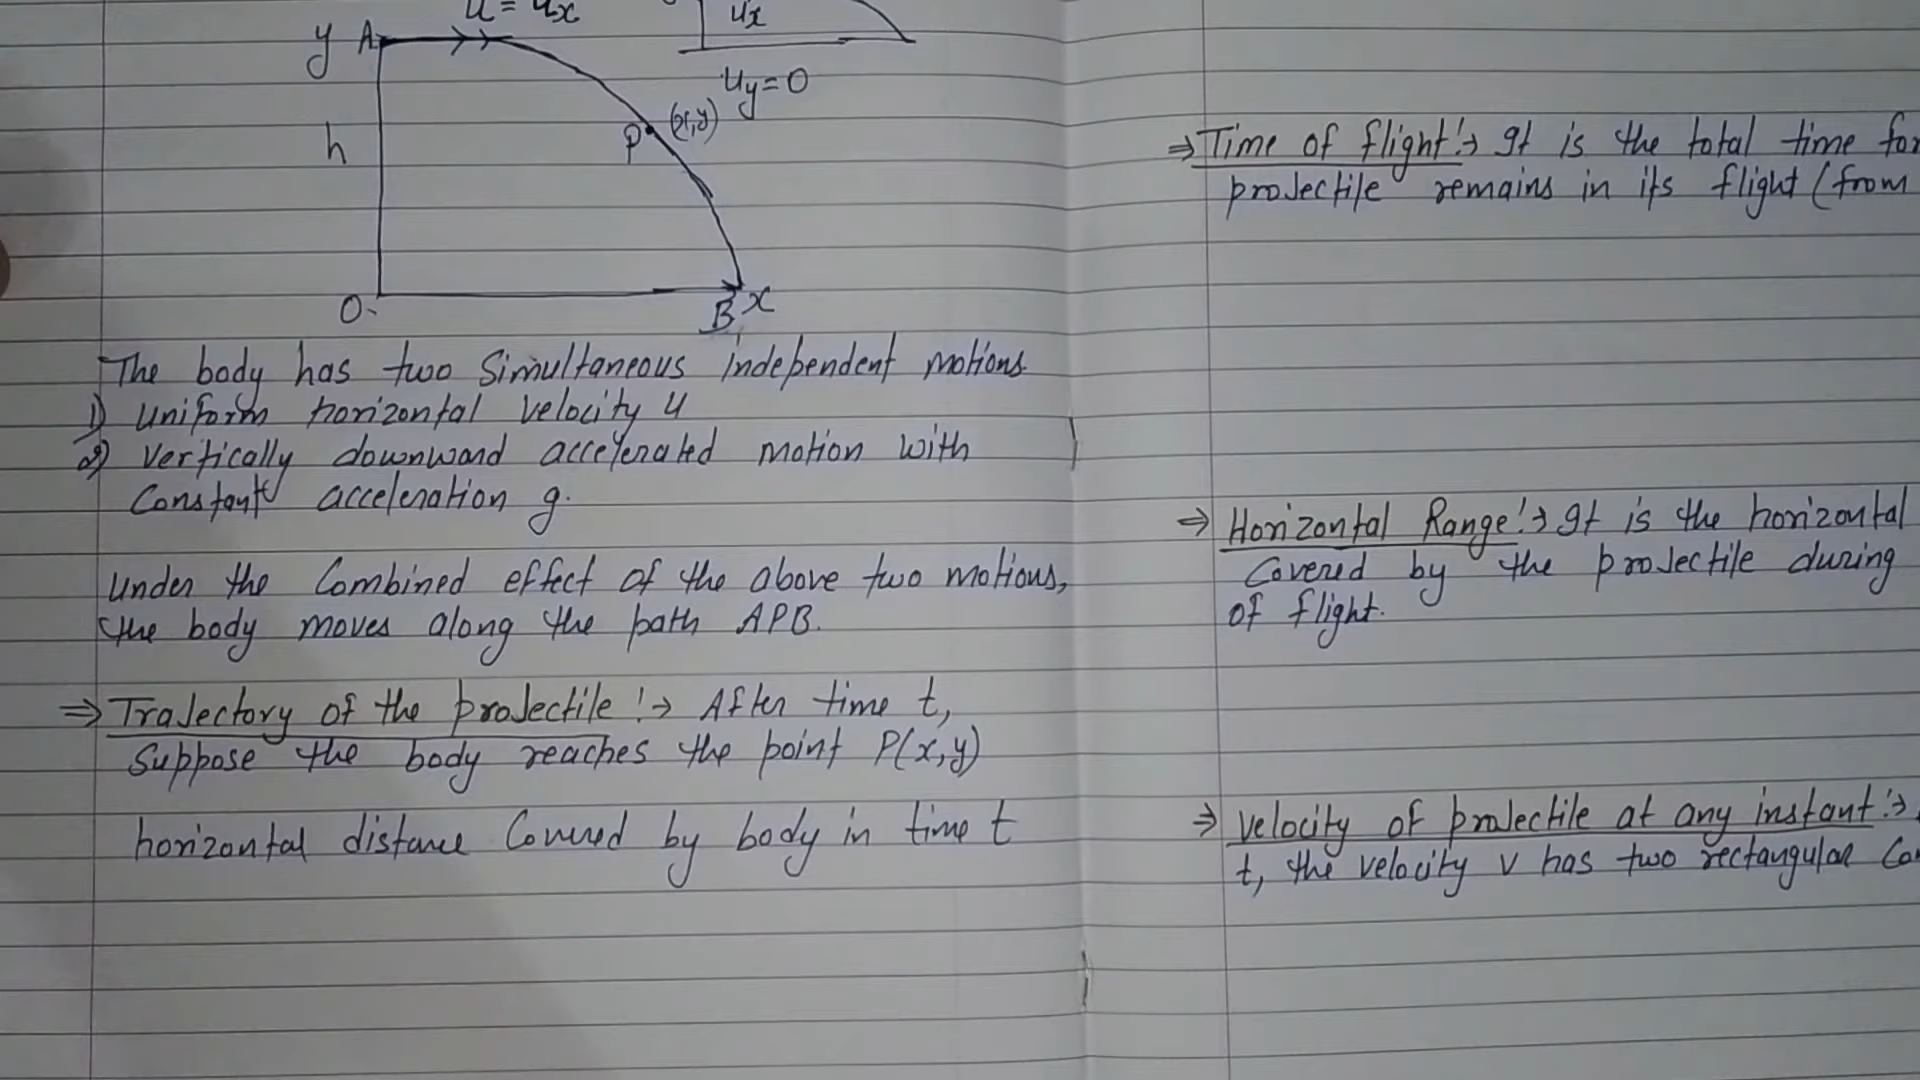 u = ux
ux
y A
uy = 0
P (x,y)
h
O
B x
The body has two Simultaneous independent motions
1) uniform horizontal velocity u
2) Vertically downward accelerated motion with
Constant acceleration g.
Under the Combined effect of the above two motions,
the body moves along the path APB.
⇒ Trajectory of the projectile :→ After time t,
Suppose the body reaches the point P(x,y)
horizontal distance Covered by body in time t
⇒ Time of flight :→ It is the total time for
projectile remains in its flight (from
⇒ Horizontal Range :→ It is the horizontal
Covered by the projectile during
of flight.
⇒ Velocity of projectile at any instant :→
t, the velocity v has two rectangular Co